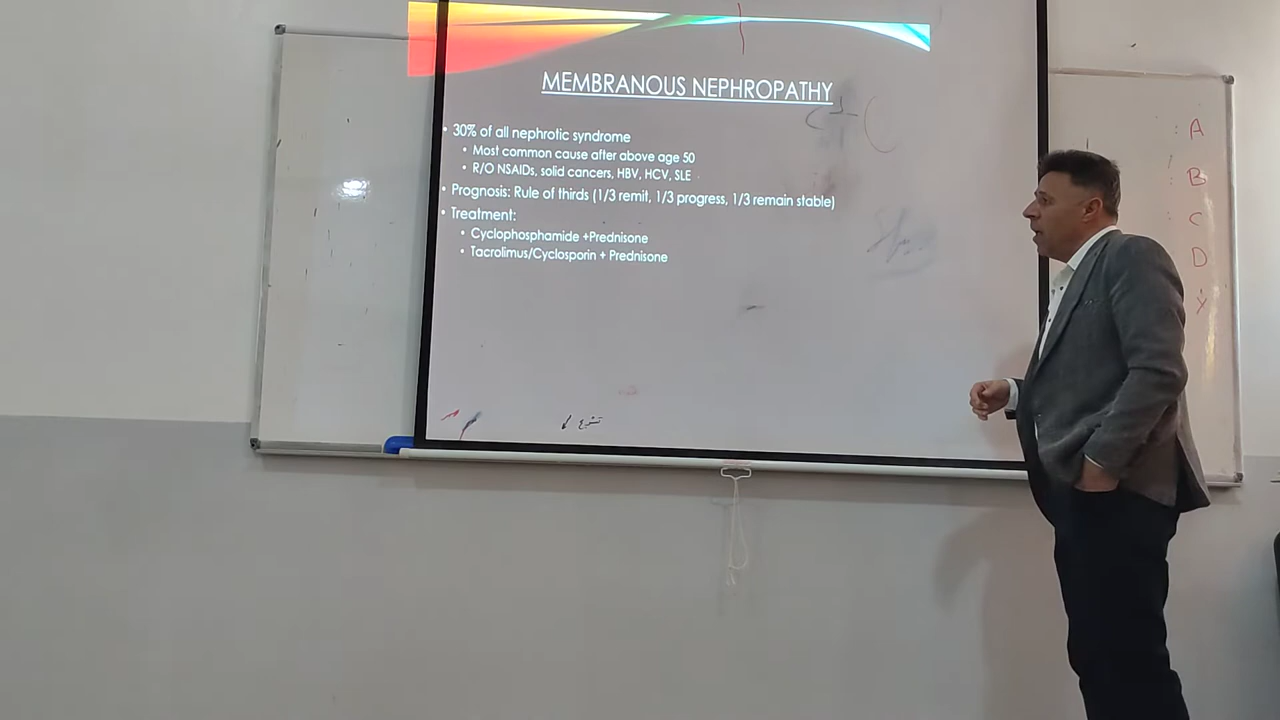 MEMBRANOUS NEPHROPATHY
• 30% of all nephrotic syndrome
• Most common cause after above age 50
• R/O NSAIDs, solid cancers, HBV, HCV, SLE
• Prognosis: Rule of thirds (1/3 remit, 1/3 progress, 1/3 remain stable)
• Treatment:
• Cyclophosphamide +Prednisone
• Tacrolimus/Cyclosporin + Prednisone
A
B
C
D